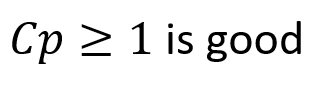 Cp ≥ 1 is good